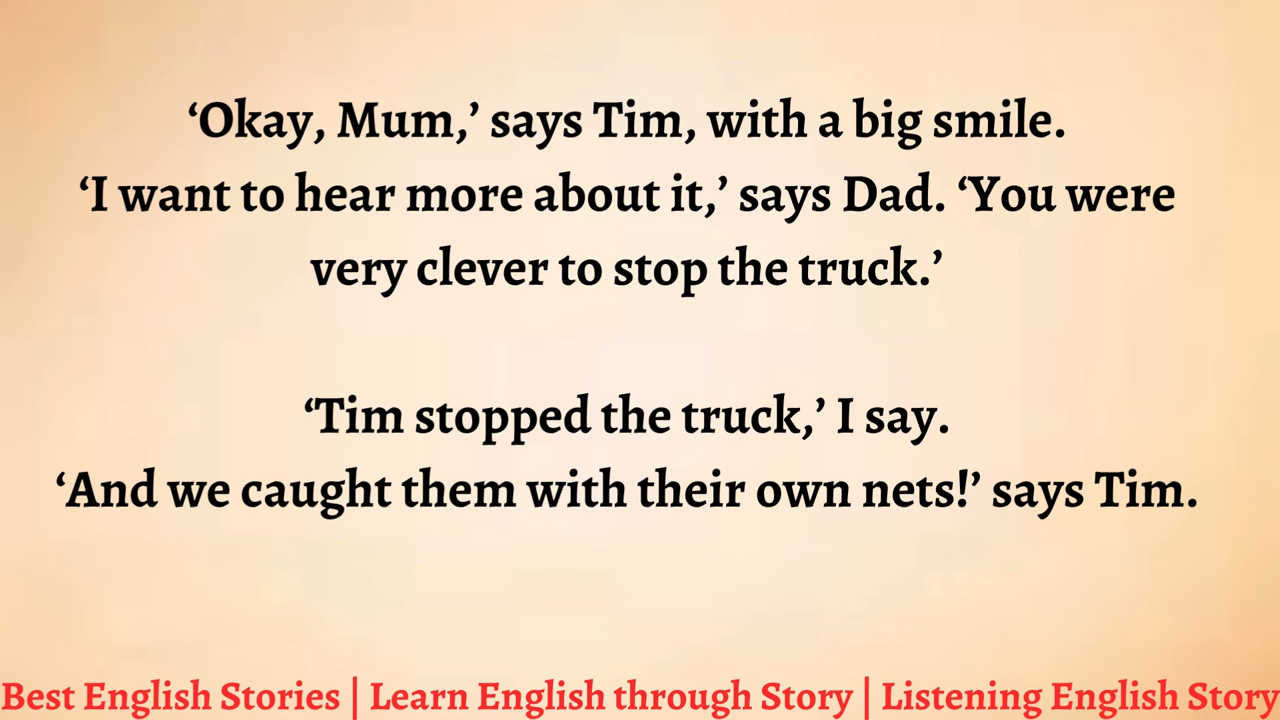 ‘Okay, Mum,’ says Tim, with a big smile.
‘I want to hear more about it,’ says Dad. ‘You were
very clever to stop the truck.’
‘Tim stopped the truck,’ I say.
‘And we caught them with their own nets!’ says Tim.
Best English Stories | Learn English through Story | Listening English Story